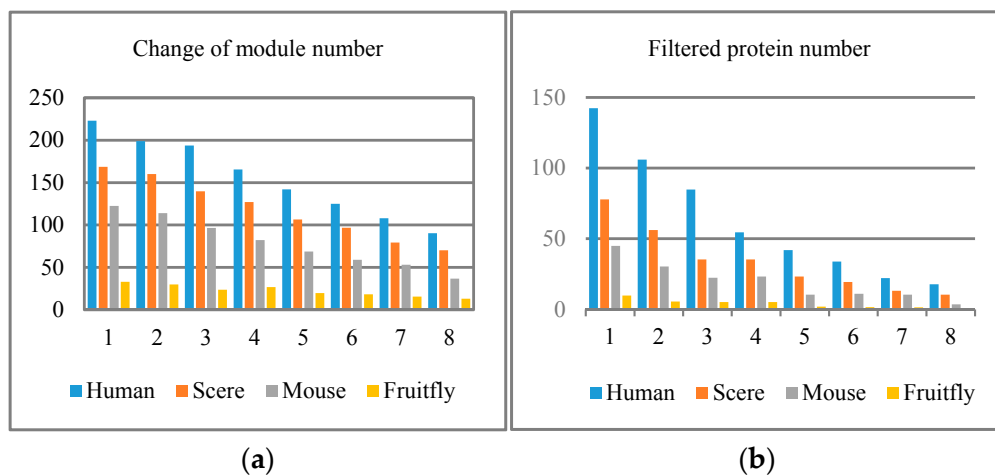 Change of module number
250
200
150
100
50
0
1 2 3 4 5 6 7 8
Human Scere Mouse Fruitfly
(a)
Filtered protein number
150
100
50
0
1 2 3 4 5 6 7 8
Human Scere Mouse Fruitfly
(b)